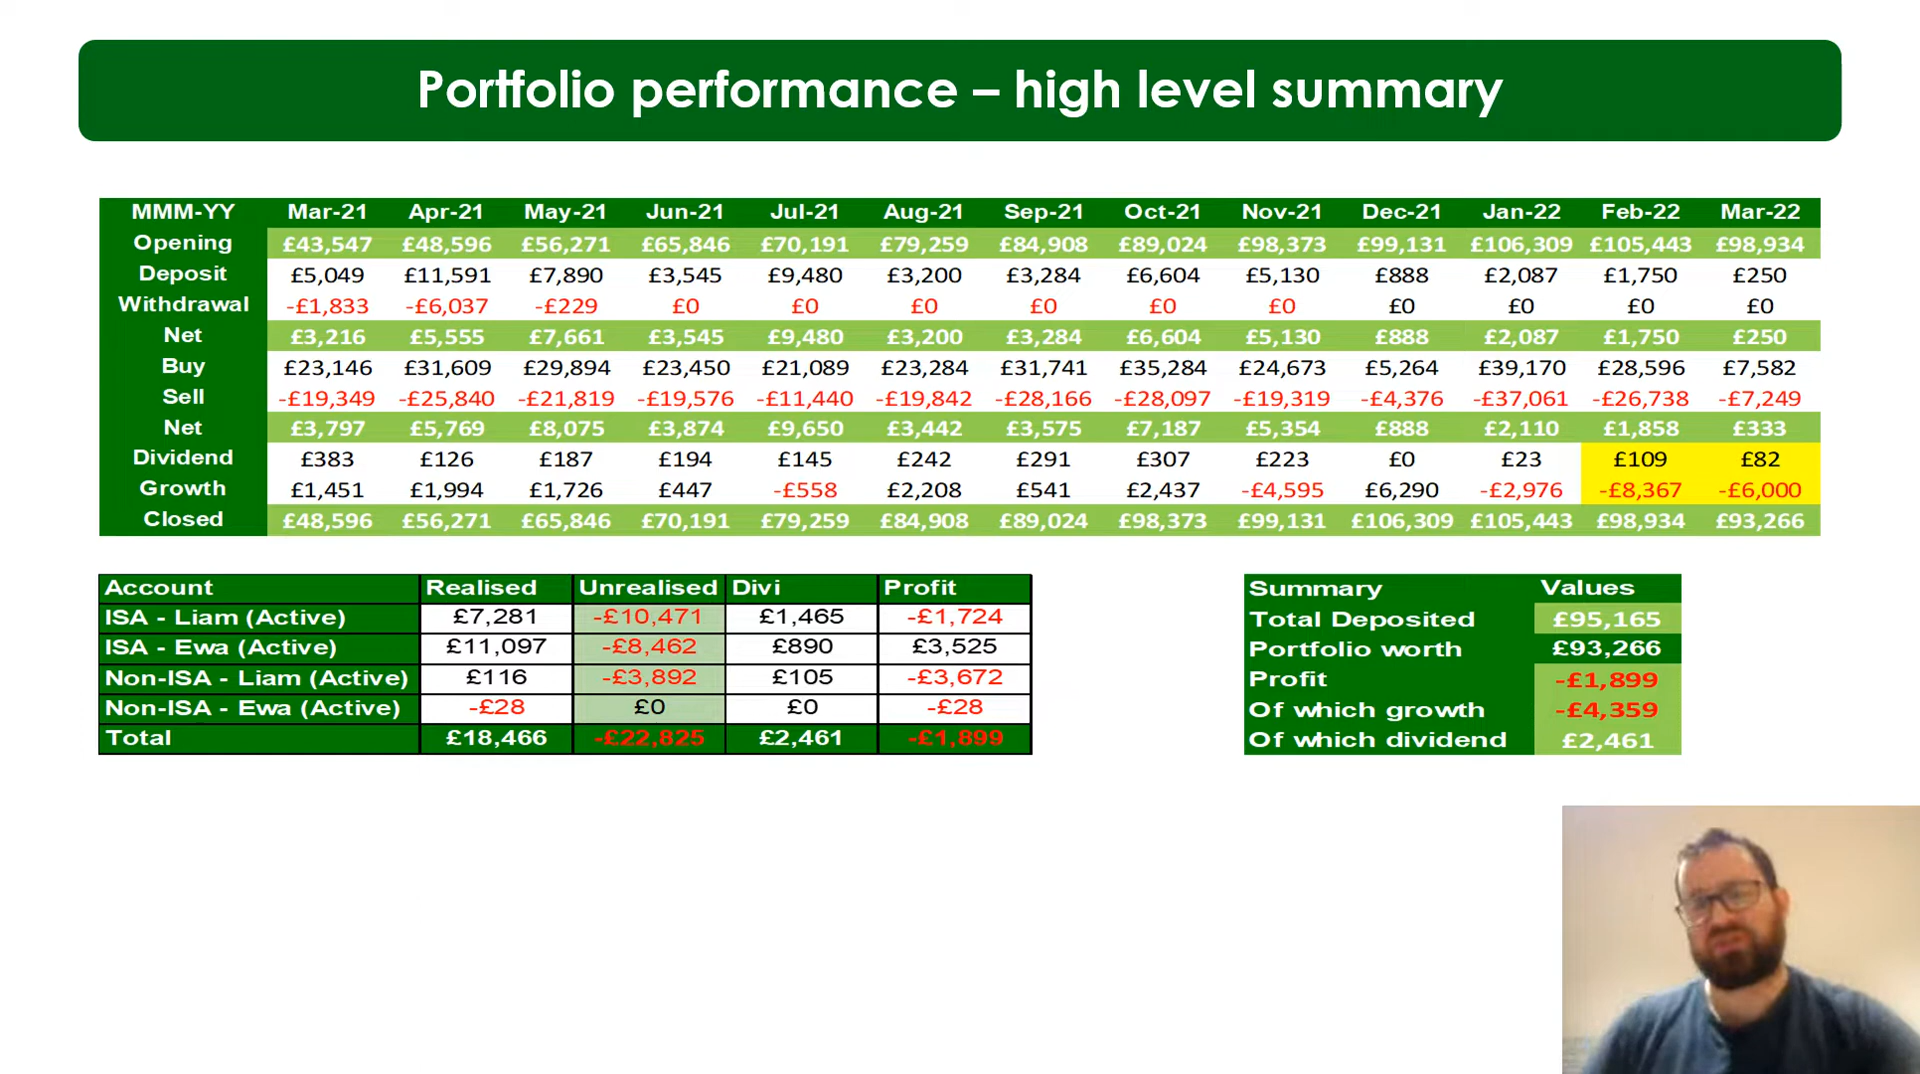 Portfolio performance – high level summary
MMM-YY Mar-21 Apr-21 May-21 Jun-21 Jul-21 Aug-21 Sep-21 Oct-21 Nov-21 Dec-21 Jan-22 Feb-22 Mar-22
Opening £43,547 £48,596 £56,271 £65,846 £70,191 £79,259 £84,908 £89,024 £98,373 £99,131 £106,309 £105,443 £98,934
Deposit £5,049 £11,591 £7,890 £3,545 £9,480 £3,200 £3,284 £6,604 £5,130 £888 £2,087 £1,750 £250
Withdrawal -£1,833 -£6,037 -£229 £0 £0 £0 £0 £0 £0 £0 £0 £0 £0
Net £3,216 £5,555 £7,661 £3,545 £9,480 £3,200 £3,284 £6,604 £5,130 £888 £2,087 £1,750 £250
Buy £23,146 £31,609 £29,894 £23,450 £21,089 £23,284 £31,741 £35,284 £24,673 £5,264 £39,170 £28,596 £7,582
Sell -£19,349 -£25,840 -£21,819 -£19,576 -£11,440 -£19,842 -£28,166 -£28,097 -£19,319 -£4,376 -£37,061 -£26,738 -£7,249
Net £3,797 £5,769 £8,075 £3,874 £9,650 £3,442 £3,575 £7,187 £5,354 £888 £2,110 £1,858 £333
Dividend £383 £126 £187 £194 £145 £242 £291 £307 £223 £0 £23 £109 £82
Growth £1,451 £1,994 £1,726 £447 -£558 £2,208 £541 £2,437 -£4,595 £6,290 -£2,976 -£8,367 -£6,000
Closed £48,596 £56,271 £65,846 £70,191 £79,259 £84,908 £89,024 £98,373 £99,131 £106,309 £105,443 £98,934 £93,266
Account Realised Unrealised Divi Profit
ISA - Liam (Active) £7,281 -£10,471 £1,465 -£1,724
ISA - Ewa (Active) £11,097 -£8,462 £890 £3,525
Non-ISA - Liam (Active) £116 -£3,892 £105 -£3,672
Non-ISA - Ewa (Active) -£28 £0 £0 -£28
Total £18,466 -£22,825 £2,461 -£1,899
Summary Values
Total Deposited £95,165
Portfolio worth £93,266
Profit -£1,899
Of which growth -£4,359
Of which dividend £2,461